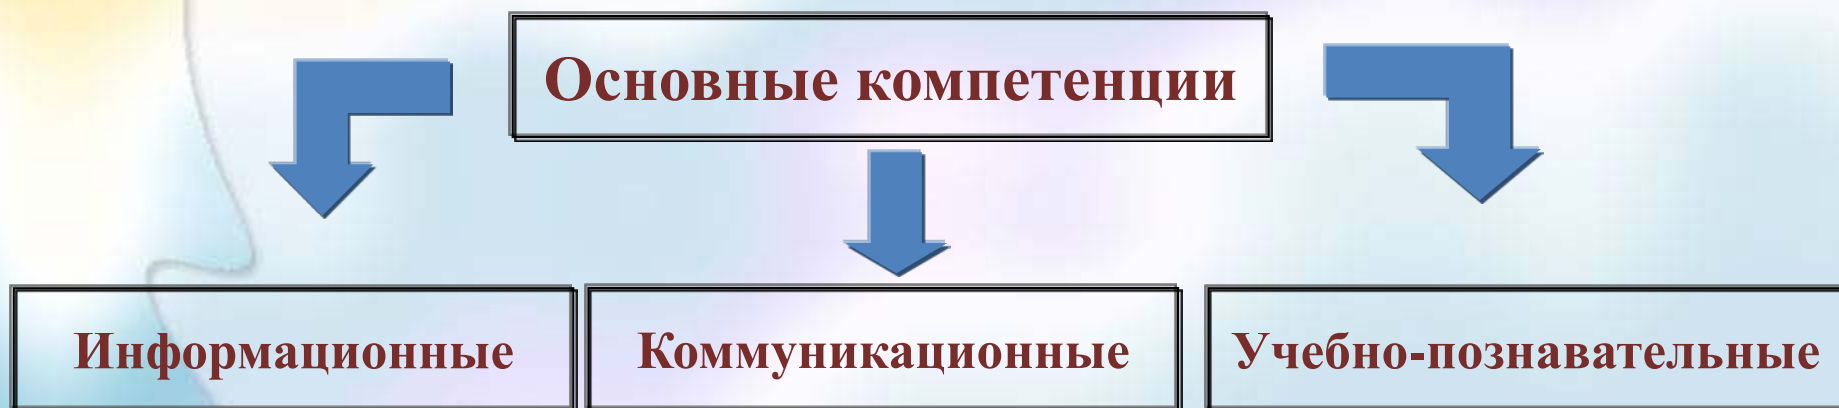 Основные компетенции
Информационные
Коммуникационные
Учебно-познавательные